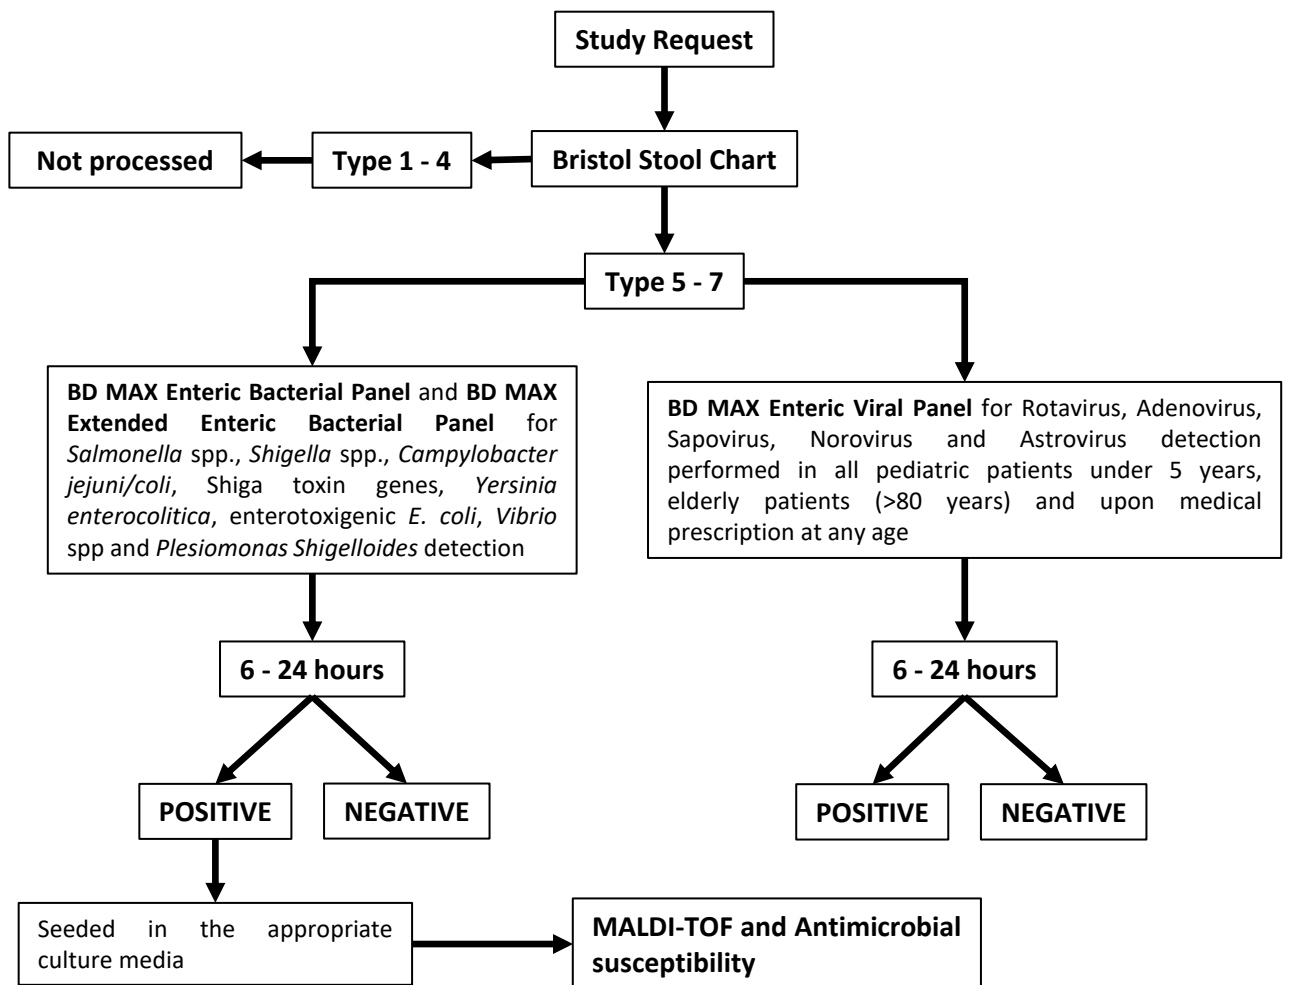 Study Request
Not processed
Type 1 - 4
Bristol Stool Chart
Type 5 - 7
BD MAX Enteric Bacterial Panel and BD MAX
Extended Enteric Bacterial Panel for
Salmonella spp., Shigella spp., Campylobacter
jejuni/coli, Shiga toxin genes, Yersinia
enterocolitica, enterotoxigenic E. coli, Vibrio
spp and Plesiomonas Shigelloides detection
BD MAX Enteric Viral Panel for Rotavirus, Adenovirus,
Sapovirus, Norovirus and Astrovirus detection
performed in all pediatric patients under 5 years,
elderly patients (>80 years) and upon medical
prescription at any age
6 - 24 hours
6 - 24 hours
POSITIVE
NEGATIVE
POSITIVE
NEGATIVE
Seeded in the appropriate
culture media
MALDI-TOF and Antimicrobial
susceptibility